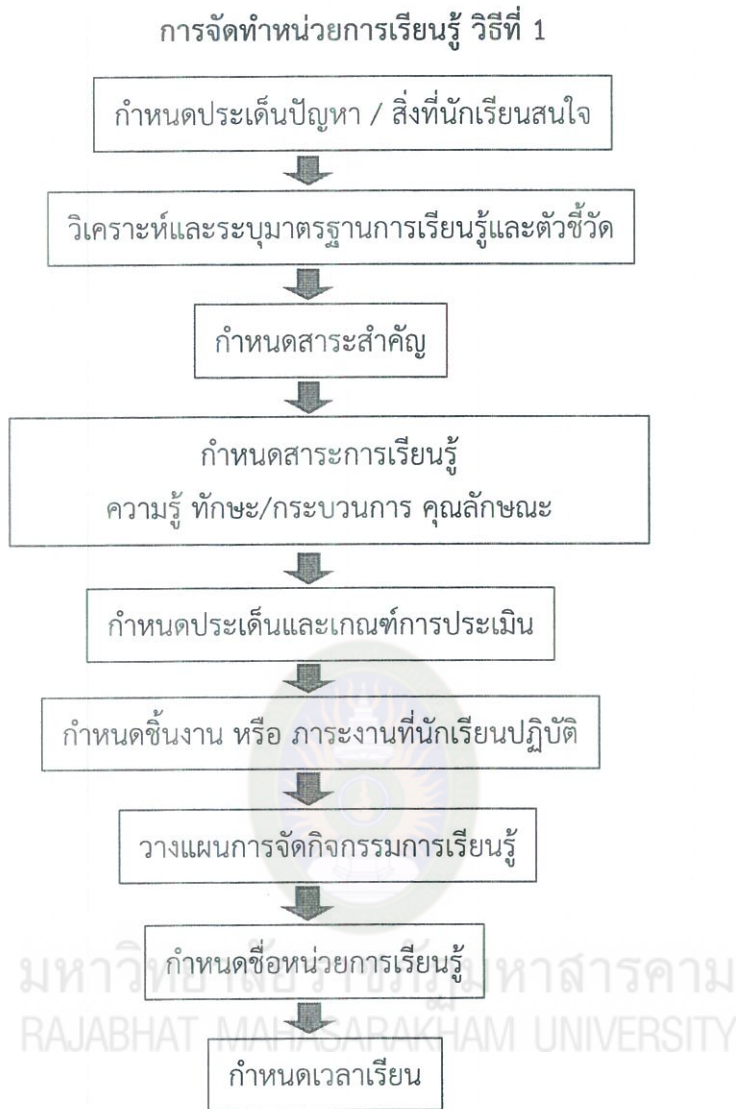 การจัดทำหน่วยการเรียนรู้ วิธีที่ 1
กำหนดประเด็นปัญหา / สิ่งที่นักเรียนสนใจ
วิเคราะห์และระบุมาตรฐานการเรียนรู้และตัวชี้วัด
กำหนดสาระสำคัญ
กำหนดสาระการเรียนรู้
ความรู้ ทักษะ/กระบวนการ คุณลักษณะ
กำหนดประเด็นและเกณฑ์การประเมิน
กำหนดชิ้นงาน หรือ ภาระงานที่นักเรียนปฏิบัติ
วางแผนการจัดกิจกรรมการเรียนรู้
กำหนดชื่อหน่วยการเรียนรู้
มหาวิทยาลัยราชภัฏมหาสารคาม
RAJABHAT MAHASARAKHAM UNIVERSITY
กำหนดเวลาเรียน